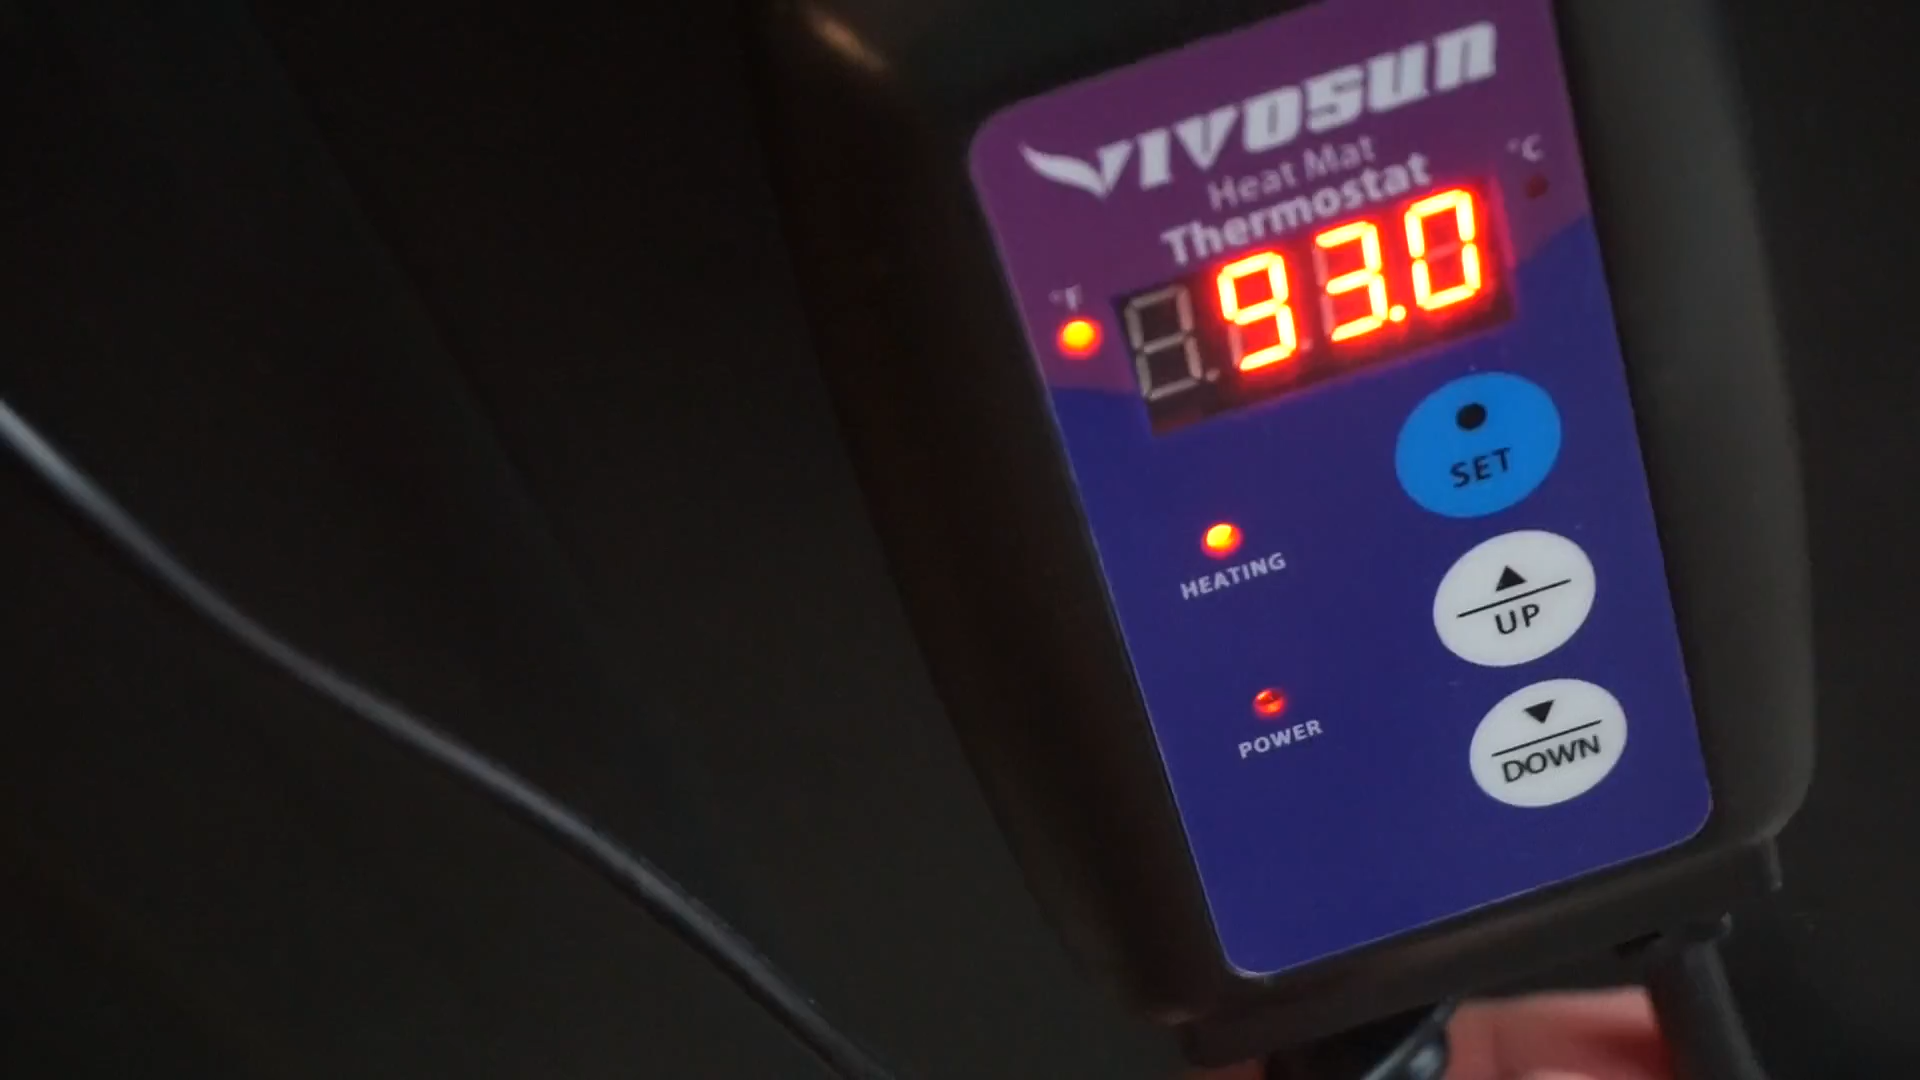 VIVOSUN
Heat Mat
Thermostat
°C
°F
93.0
SET
HEATING
UP
POWER
DOWN